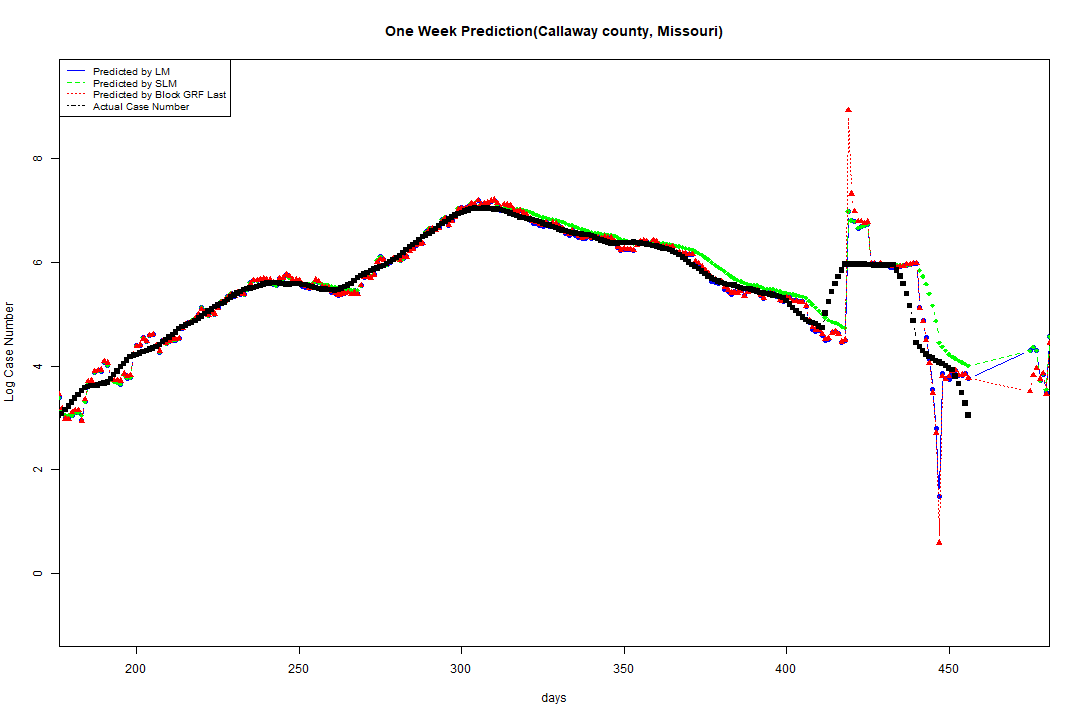 One Week Prediction(Callaway county, Missouri)
Predicted by LM
Predicted by SLM
Predicted by Block GRF Last
Actual Case Number
Log Case Number
8
6
4
2
0
200 250 300 350 400 450
days